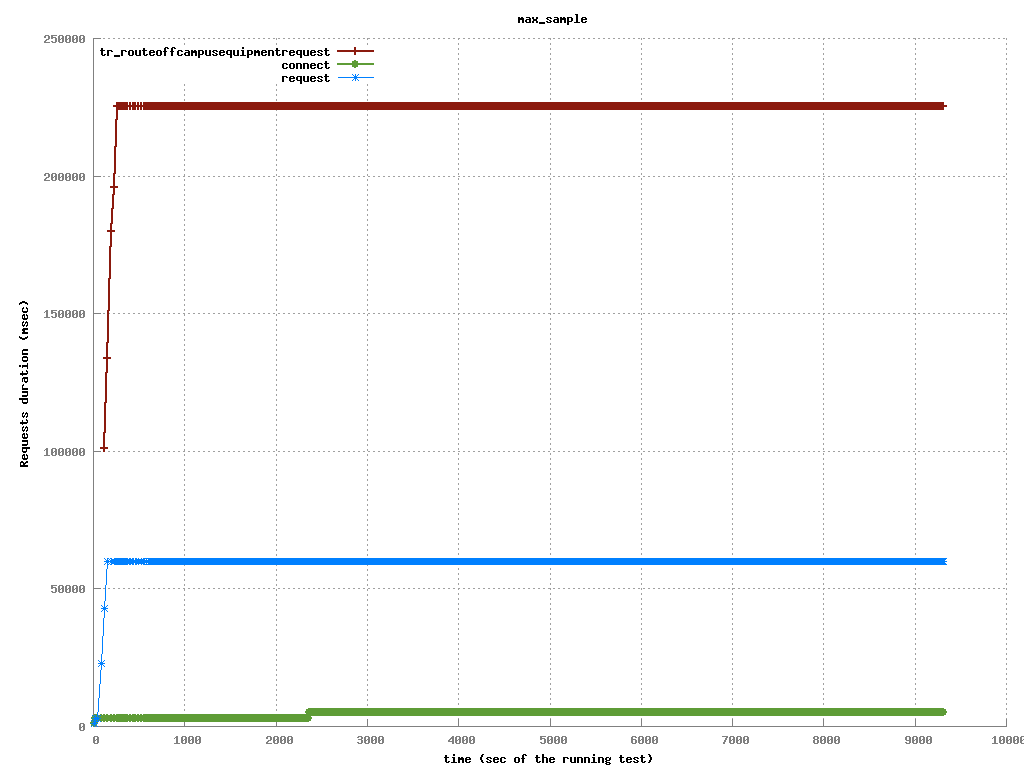 max_sample
250000
200000
150000
100000
50000
0
tr_routeoffcampusequipmentrequest
connect
request
Requests duration (msec)
0 1000 2000 3000 4000 5000 6000 7000 8000 9000 10000
time (sec of the running test)